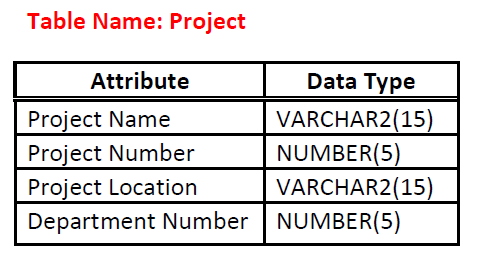 Table Name: Project
Attribute Data Type
Project Name VARCHAR2(15)
Project Number NUMBER(5)
Project Location VARCHAR2(15)
Department Number NUMBER(5)